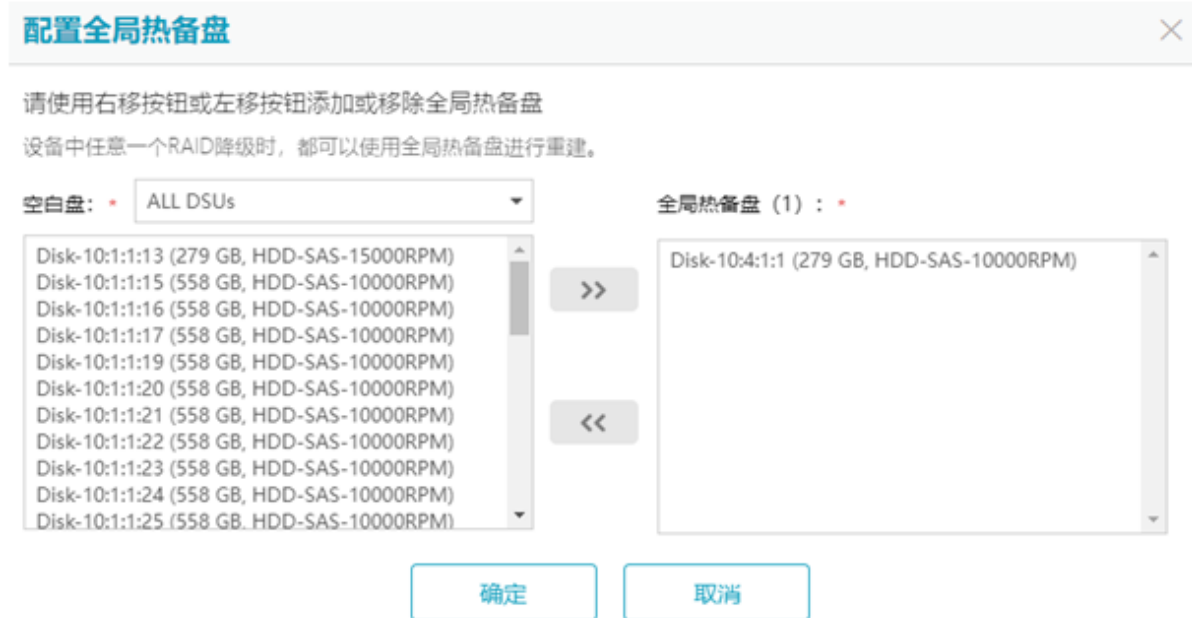 配置全局热备盘
请使用右移按钮或左移按钮添加或移除全局热备盘
设备中任意一个RAID降级时，都可以使用全局热备盘进行重建。
空白盘： * ALL DSUs
Disk-10:1:1:13 (279 GB, HDD-SAS-15000RPM)
Disk-10:1:1:15 (558 GB, HDD-SAS-10000RPM)
Disk-10:1:1:16 (558 GB, HDD-SAS-10000RPM)
Disk-10:1:1:17 (558 GB, HDD-SAS-10000RPM)
Disk-10:1:1:19 (558 GB, HDD-SAS-10000RPM)
Disk-10:1:1:20 (558 GB, HDD-SAS-10000RPM)
Disk-10:1:1:21 (558 GB, HDD-SAS-10000RPM)
Disk-10:1:1:22 (558 GB, HDD-SAS-10000RPM)
Disk-10:1:1:23 (558 GB, HDD-SAS-10000RPM)
Disk-10:1:1:24 (558 GB, HDD-SAS-10000RPM)
Disk-10:1:1:25 (558 GB, HDD-SAS-10000RPM)
>>
<<
全局热备盘（1）： *
Disk-10:4:1:1 (279 GB, HDD-SAS-10000RPM)
确定
取消